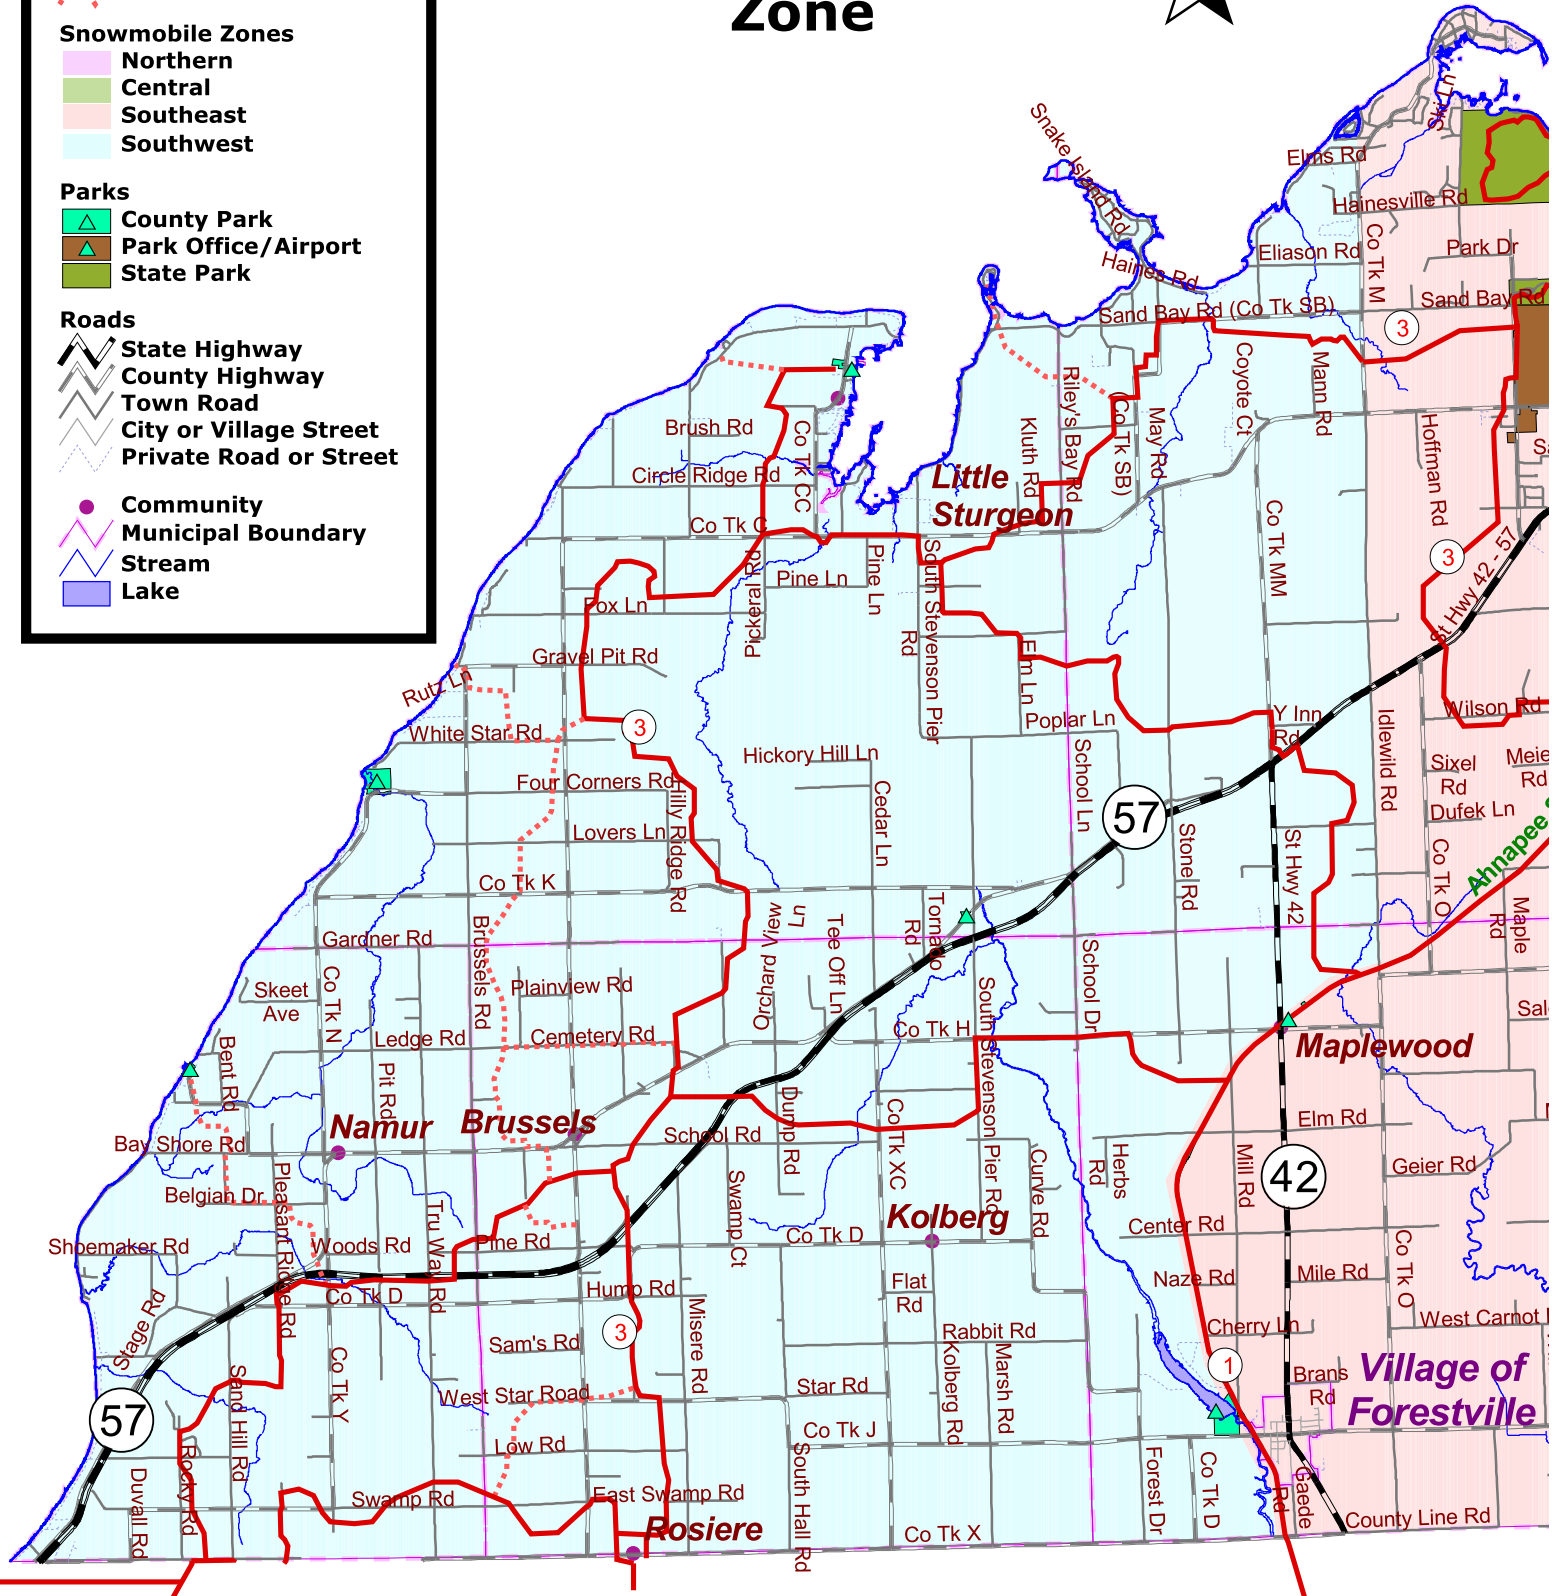 Zone
Snowmobile Zones
Northern
Central
Southeast
Southwest
Parks
County Park
Park Office/Airport
State Park
Roads
State Highway
County Highway
Town Road
City or Village Street
Private Road or Street
Community
Municipal Boundary
Stream
Lake
Ski Ln
Snake Island Rd
Elms Rd
Hainesville Rd
Eliason Rd
Co Tk M
Park Dr
Haines Rd
Sand Bay Rd (Co Tk SB)
Sand Bay Rd
3
Coyote Ct
Mann Rd
Riley's Bay Rd
(Co Tk SB)
May Rd
Kluth Rd
Hoffman Rd
Brush Rd
Co Tk CC
Circle Ridge Rd
Little
Sturgeon
Co Tk C
Co Tk MM
3
St Hwy 42 - 57
Pickeral Rd
Pine Ln
Pine Ln
South Stevenson Pier
Rd
Fox Ln
Gravel Pit Rd
Elm Ln
Rutz Ln
Poplar Ln
Y Inn
Rd
Idlewild Rd
Wilson Rd
3
White Star Rd
Hickory Hill Ln
School Ln
Sixel
Rd
Meie
Rd
Four Corners Rd
Hilly Ridge Rd
Cedar Ln
57
Dufek Ln
Lovers Ln
Stone Rd
St Hwy 42
Co Tk O
Ahnapee
Co Tk K
Maple
Rd
Gardner Rd
Brussels Rd
Orchard View
Ln
Tee Off Ln
Tornado
Rd
School Dr
Skeet
Ave
Co Tk N
Plainview Rd
South Stevenson Pier Rd
Sal
Ledge Rd
Cemetery Rd
Co Tk H
Maplewood
Bent Rd
Pit Rd
Dump Rd
Co Tk XC
Elm Rd
Namur
Brussels
School Rd
Bay Shore Rd
Curve Rd
Herbs
Rd
Mill Rd
42
Geier Rd
Belgian Dr
Pleasant Ridge Rd
Tru Way Rd
Swamp Ct
Kolberg
Center Rd
Shoemaker Rd
Woods Rd
Pine Rd
Co Tk D
Co Tk O
Naze Rd
Mile Rd
Stage Rd
Co Tk D
Hump Rd
Flat
Rd
West Carnot
Misere Rd
3
Sam's Rd
Rabbit Rd
Cherry Ln
Co Tk Y
Kolberg Rd
Marsh Rd
1
Brans
Rd
Village of
Forestville
Sand Hill Rd
West Star Road
Star Rd
57
Low Rd
Co Tk J
Rocky Rd
Duvall Rd
South Hall Rd
Forest Dr
Co Tk D
Gaede
Rd
Swamp Rd
East Swamp Rd
Rosiere
Co Tk X
County Line Rd